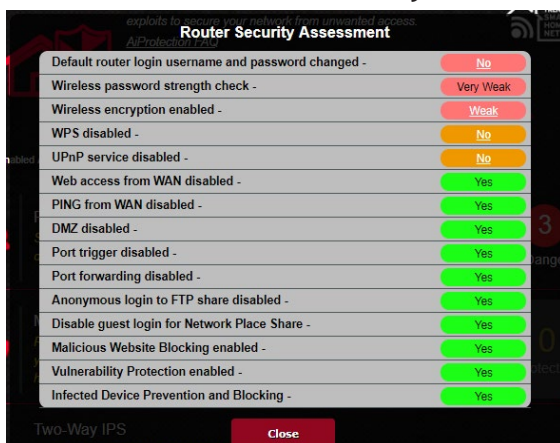 exploits to secure your network from unwanted access.
AiProtection FAQ
Router Security Assessment
Default router login username and password changed - No
Wireless password strength check - Very Weak
Wireless encryption enabled - Weak
WPS disabled - No
UPnP service disabled - No
Web access from WAN disabled - Yes
PING from WAN disabled - Yes
DMZ disabled - Yes
Port trigger disabled - Yes
Port forwarding disabled - Yes
Anonymous login to FTP share disabled - Yes
Disable guest login for Network Place Share - Yes
Malicious Website Blocking enabled - Yes
Vulnerability Protection enabled - Yes
Infected Device Prevention and Blocking - Yes
3
0
Two-Way IPS
Close